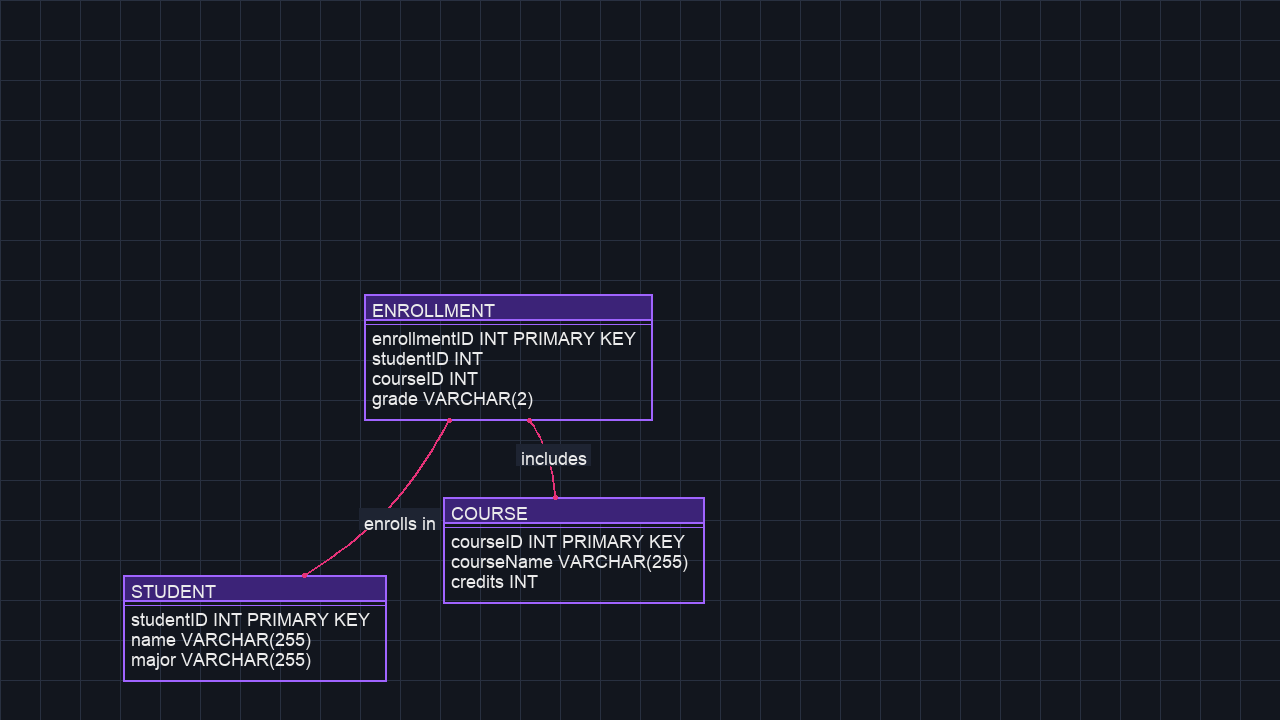 ENROLLMENT
enrollmentID INT PRIMARY KEY
studentID INT
courseID INT
grade VARCHAR(2)
includes
enrolls in
COURSE
courseID INT PRIMARY KEY
courseName VARCHAR(255)
credits INT
STUDENT
studentID INT PRIMARY KEY
name VARCHAR(255)
major VARCHAR(255)